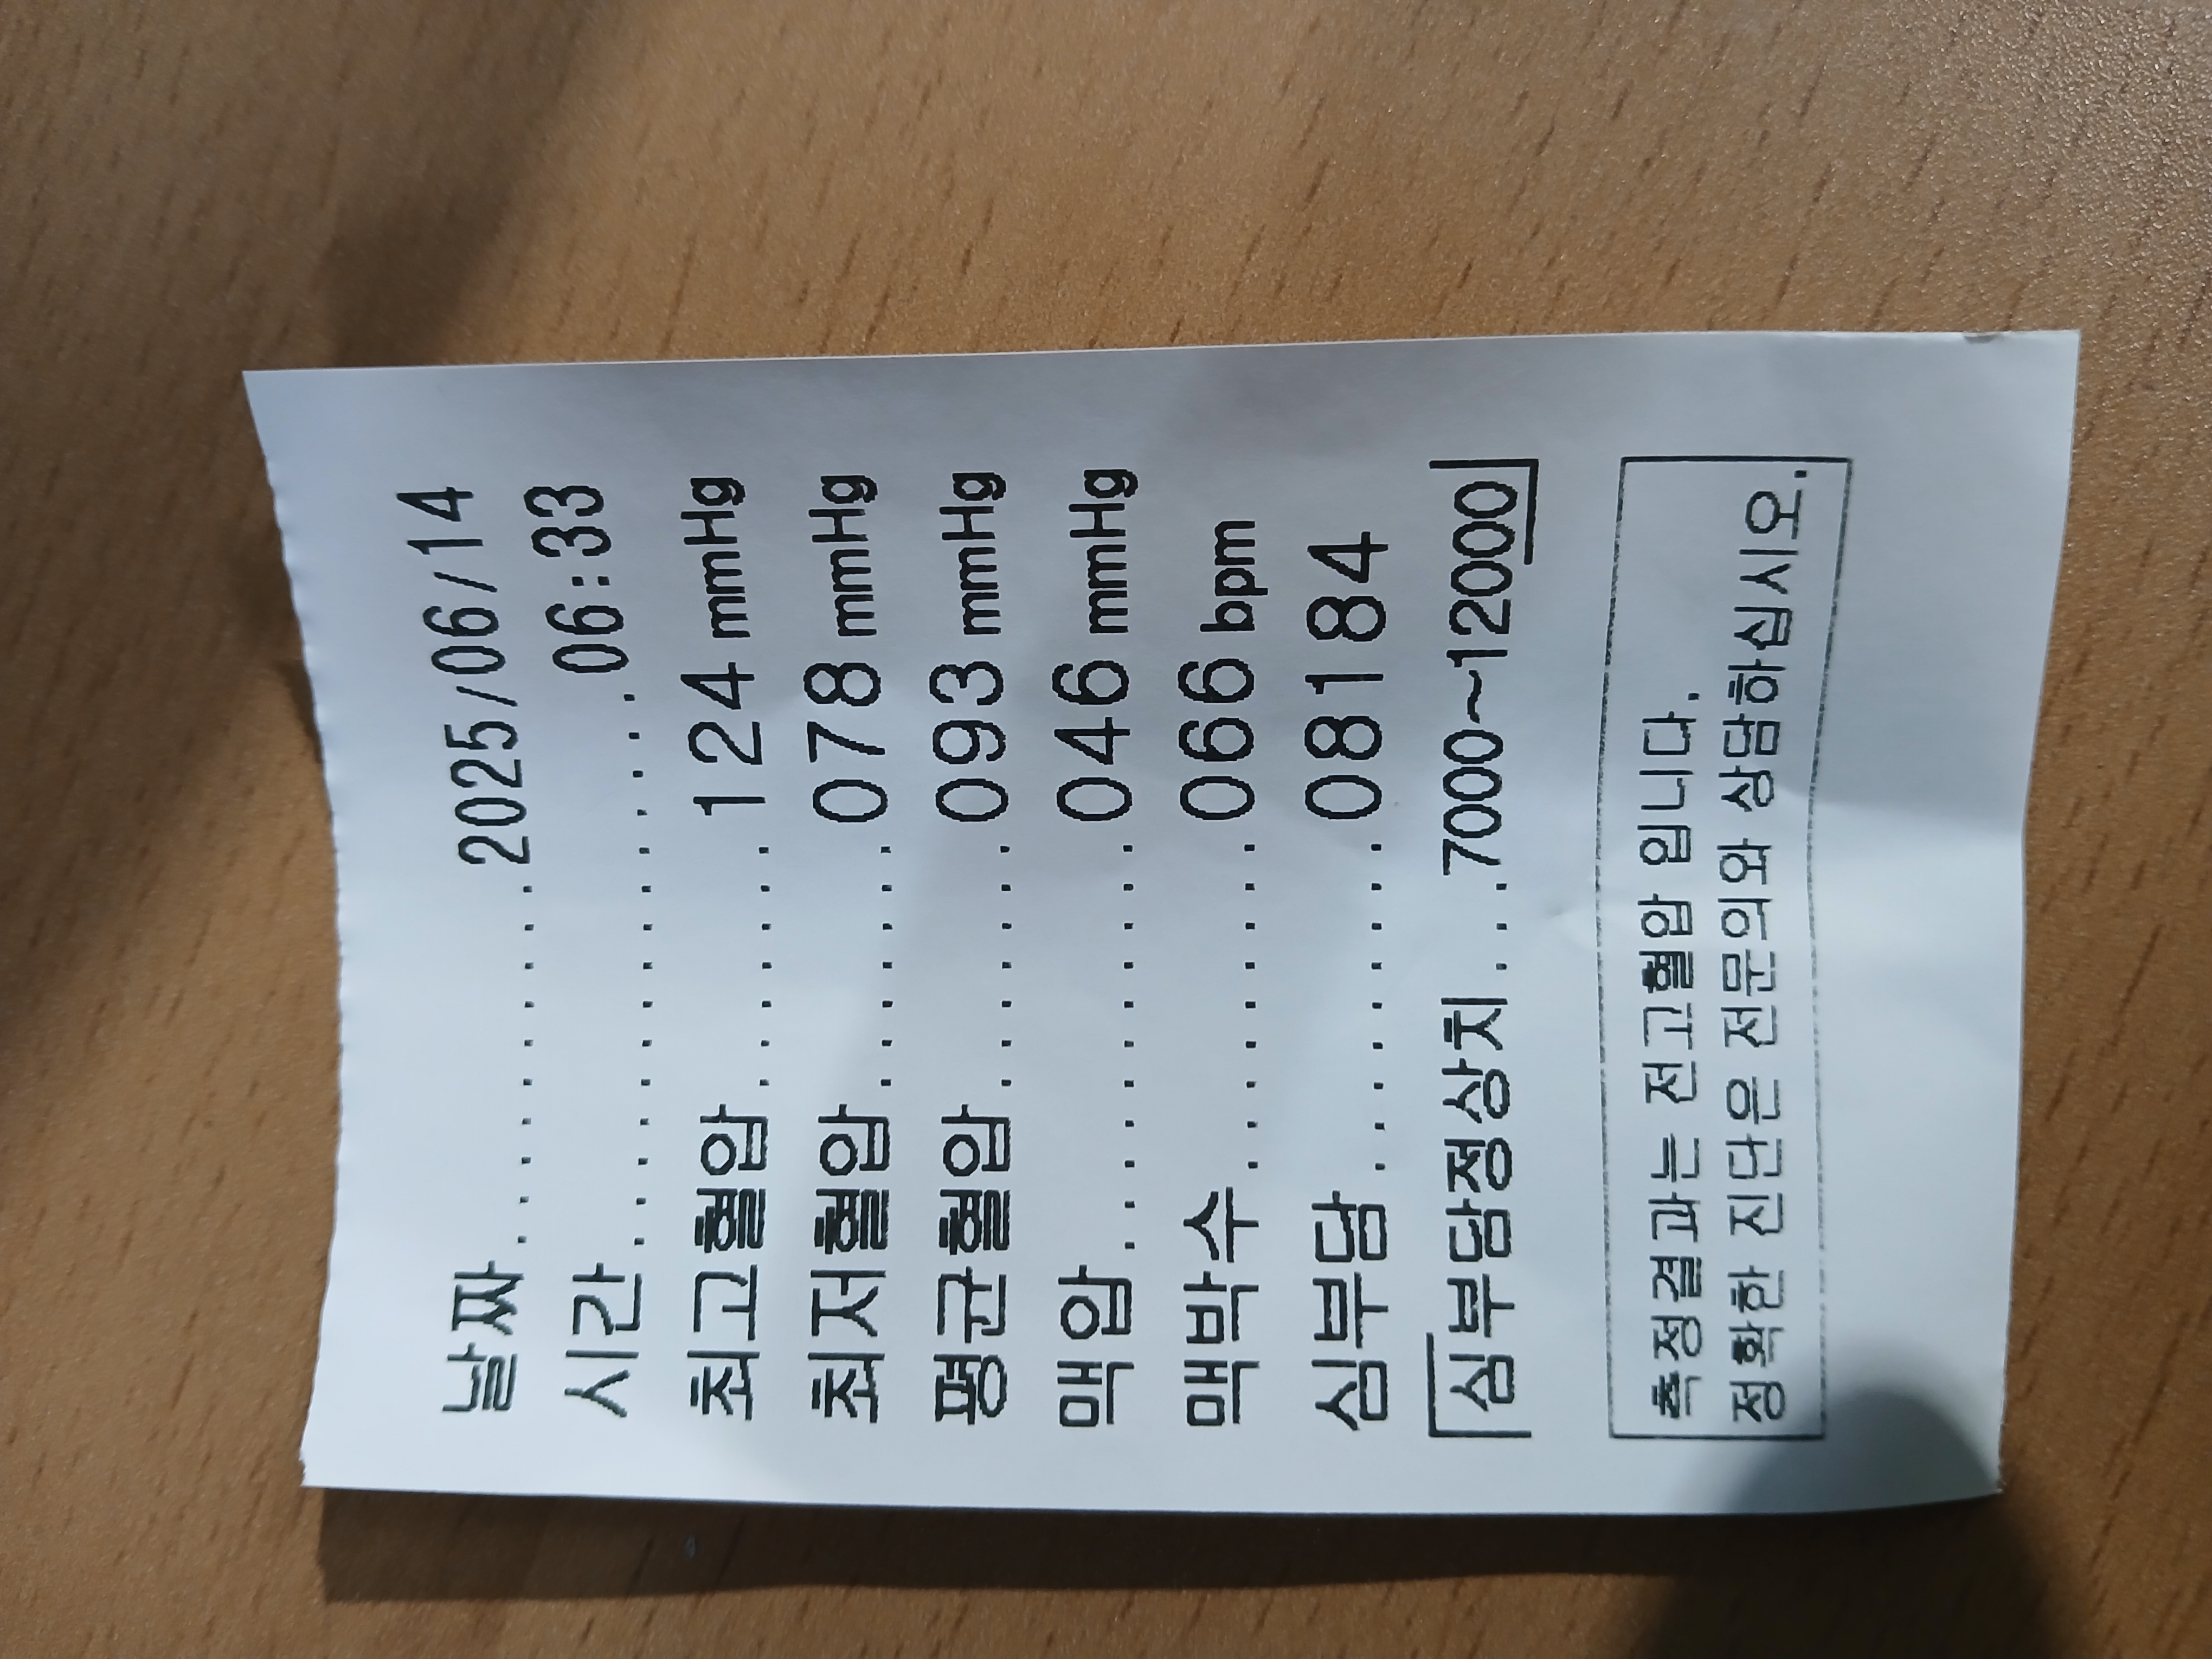 날짜................2025/06/14
시간...............06:33
최고혈압.......124 mmHg
최저혈압.......078 mmHg
평균혈압.......093 mmHg
맥압...........046 mmHg
맥박수.........066 bpm
심부담.........08184
심부담정상치...7000~12000
측정결과는 전고혈압 입니다.
정확한 진단은 전문의와 상담하십시오.